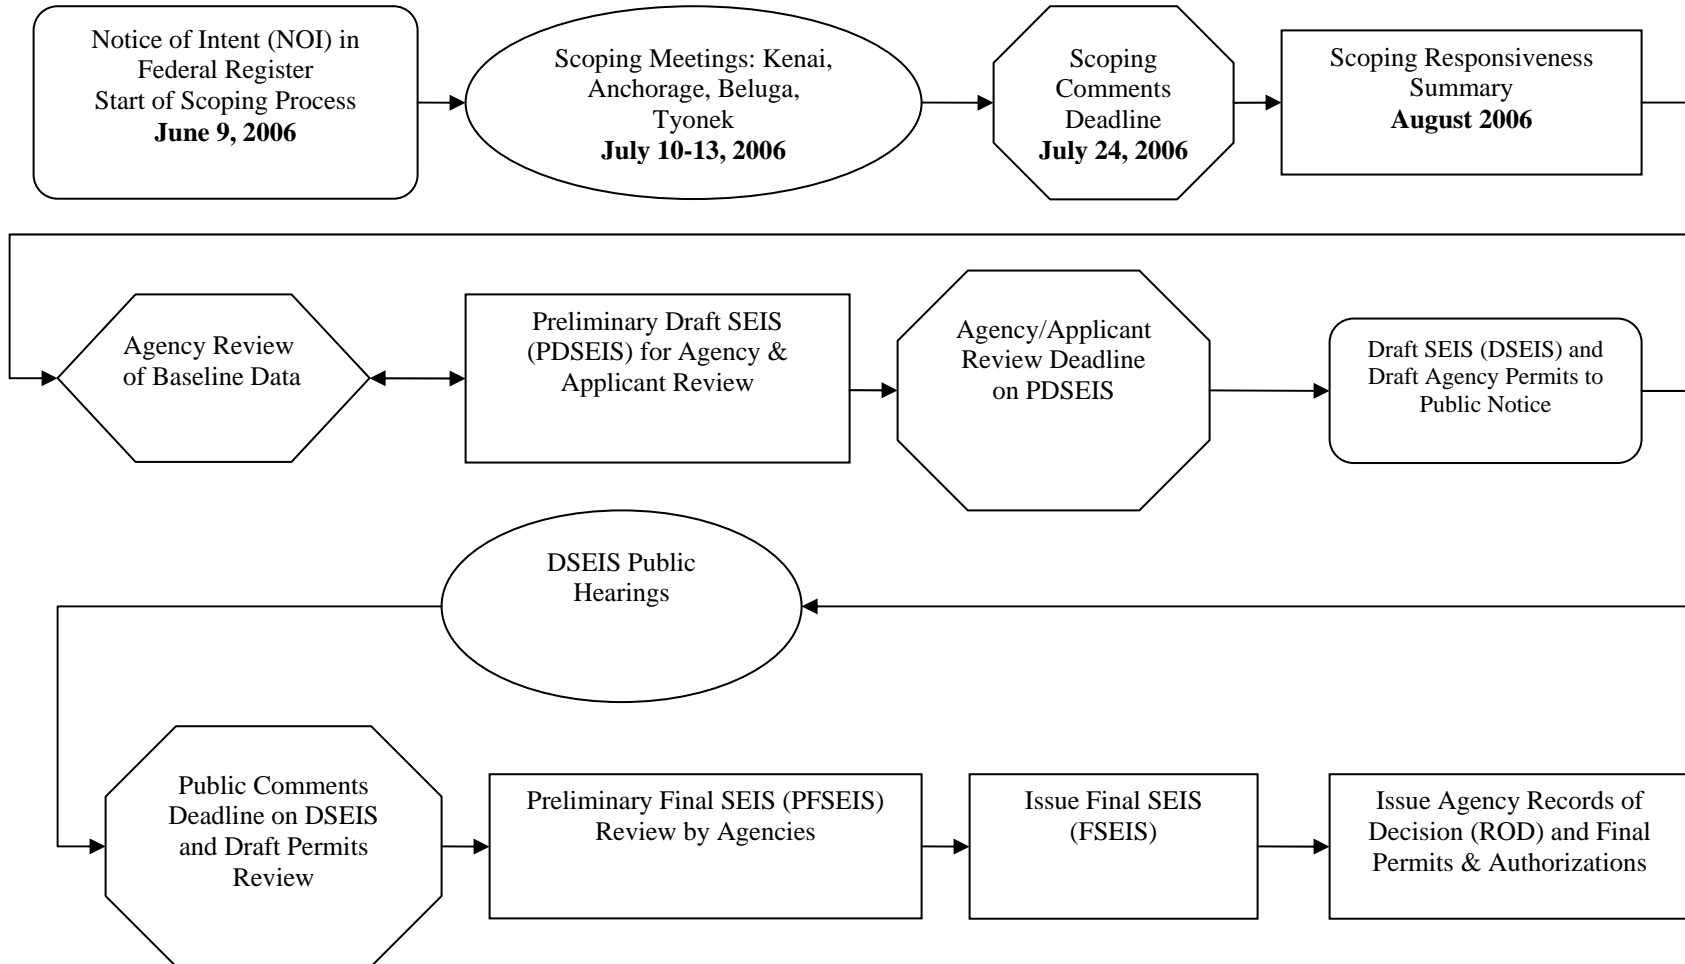 Notice of Intent (NOI) in
Federal Register
Start of Scoping Process
June 9, 2006
Scoping Meetings: Kenai,
Anchorage, Beluga,
Tyonek
July 10-13, 2006
Scoping
Comments
Deadline
July 24, 2006
Scoping Responsiveness
Summary
August 2006
Agency Review
of Baseline Data
Preliminary Draft SEIS
(PDSEIS) for Agency &
Applicant Review
Agency/Applicant
Review Deadline
on PDSEIS
Draft SEIS (DSEIS) and
Draft Agency Permits to
Public Notice
DSEIS Public
Hearings
Public Comments
Deadline on DSEIS
and Draft Permits
Review
Preliminary Final SEIS (PFSEIS)
Review by Agencies
Issue Final SEIS
(FSEIS)
Issue Agency Records of
Decision (ROD) and Final
Permits & Authorizations